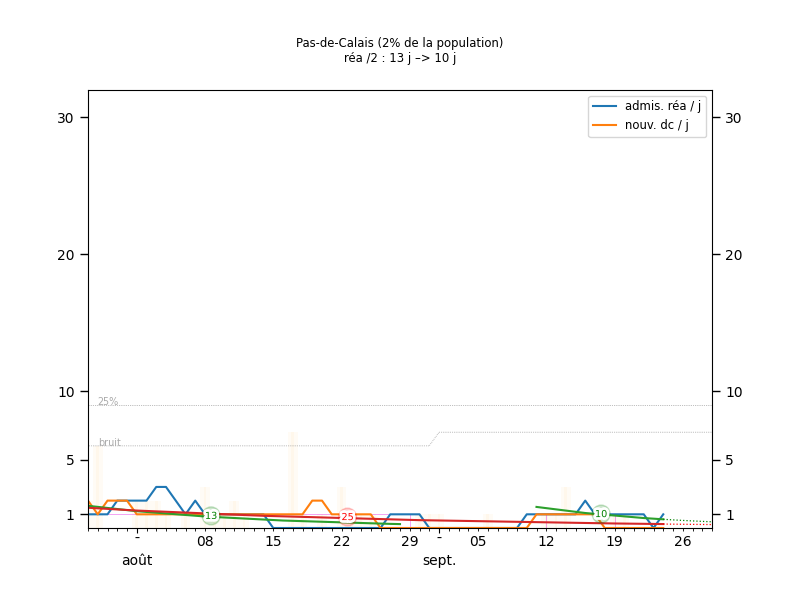 Pas-de-Calais (2% de la population)
réa /2 : 13 j –> 10 j
admis. réa / j
nouv. dc / j
30
30
20
20
10
10
25%
bruit
5
5
1
1
13
25
10
- 08 15 22 29 - 05 12 19 26
août sept.